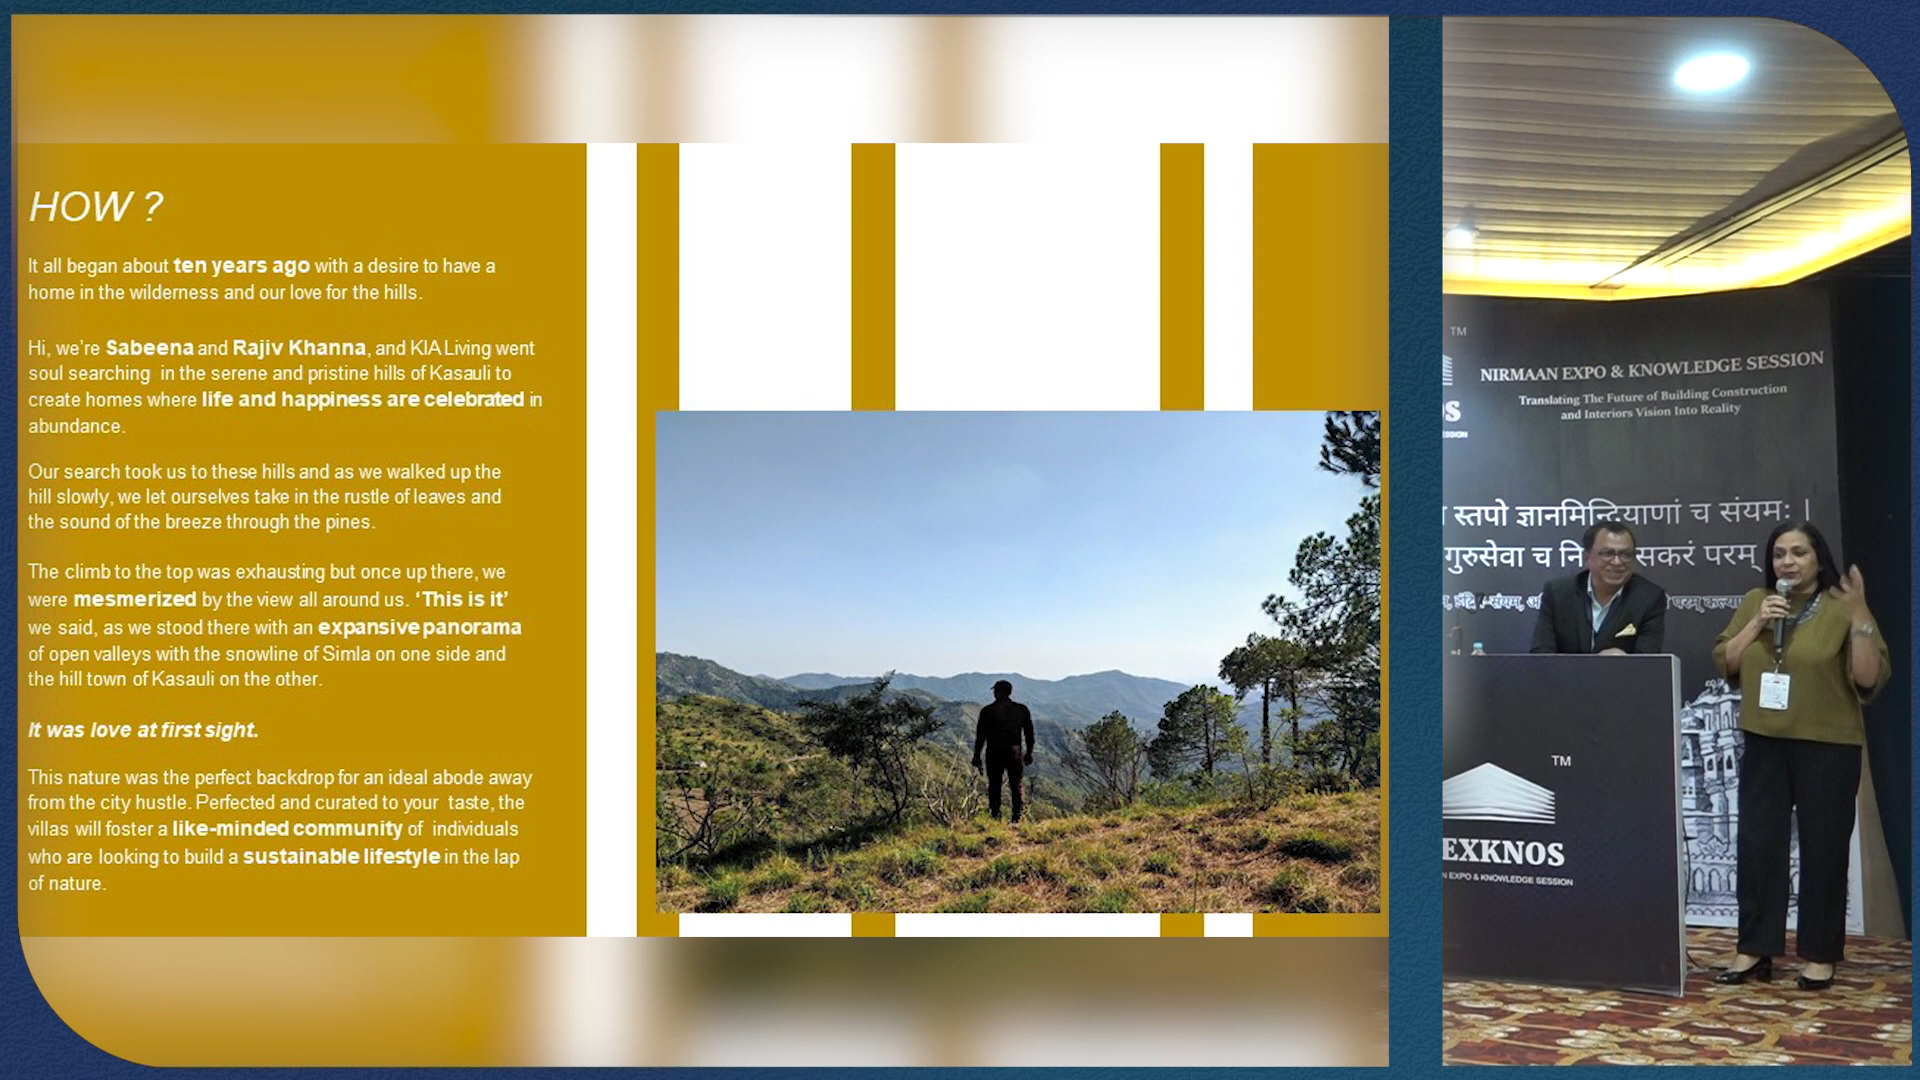 HOW ?
It all began about ten years ago with a desire to have a
home in the wilderness and our love for the hills.
Hi, we're Sabeena and Rajiv Khanna, and KIA Living went
soul searching in the serene and pristine hills of Kasauli to
create homes where life and happiness are celebrated in
abundance.
Our search took us to these hills and as we walked up the
hill slowly, we let ourselves take in the rustle of leaves and
the sound of the breeze through the pines.
The climb to the top was exhausting but once up there, we
were mesmerized by the view all around us. ‘This is it’
we said, as we stood there with an expansive panorama
of open valleys with the snowline of Simla on one side and
the hill town of Kasauli on the other.
It was love at first sight.
This nature was the perfect backdrop for an ideal abode away
from the city hustle. Perfected and curated to your taste, the
villas will foster a like-minded community of individuals
who are looking to build a sustainable lifestyle in the lap
of nature.
TM
NIRMAAN EXPO & KNOWLEDGE SESSION
Translating The Future of Building Construction
and Interiors Vision Into Reality
OS
SESSION
स्तपो ज्ञानमिन्द्रियाणां च संयमः |
गुरुसेवा च नि सकरं परम्
TM
EXKNOS
N EXPO & KNOWLEDGE SESSION